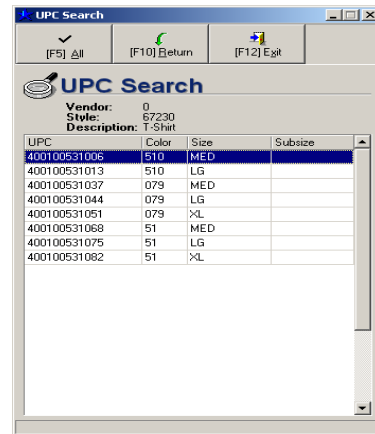 UPC Search
[F5] All [F10] Return [F12] Exit
UPC Search
Vendor: 0
Style: 67230
Description: T-Shirt
UPC Color Size Subsize
400100531006 510 MED
400100531013 510 LG
400100531037 079 MED
400100531044 079 LG
400100531051 079 XL
400100531068 51 MED
400100531075 51 LG
400100531082 51 XL